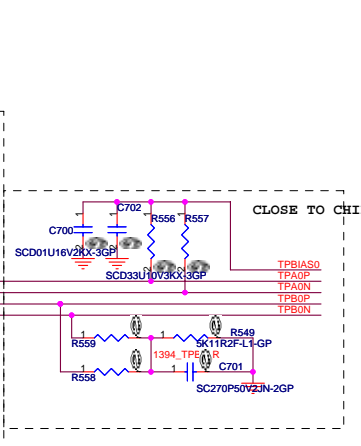 C702
R556
R557
CLOSE TO CHI
C700
SCD01U16V2KX-3GP
SCD33U10V3KX-3GP
TPBIAS0
TPA0P
TPA0N
TPB0P
TPB0N
R559
R549
5K11R2F-L1-GP
1394_TPB R
C701
R558
SC270P50V2JN-2GP